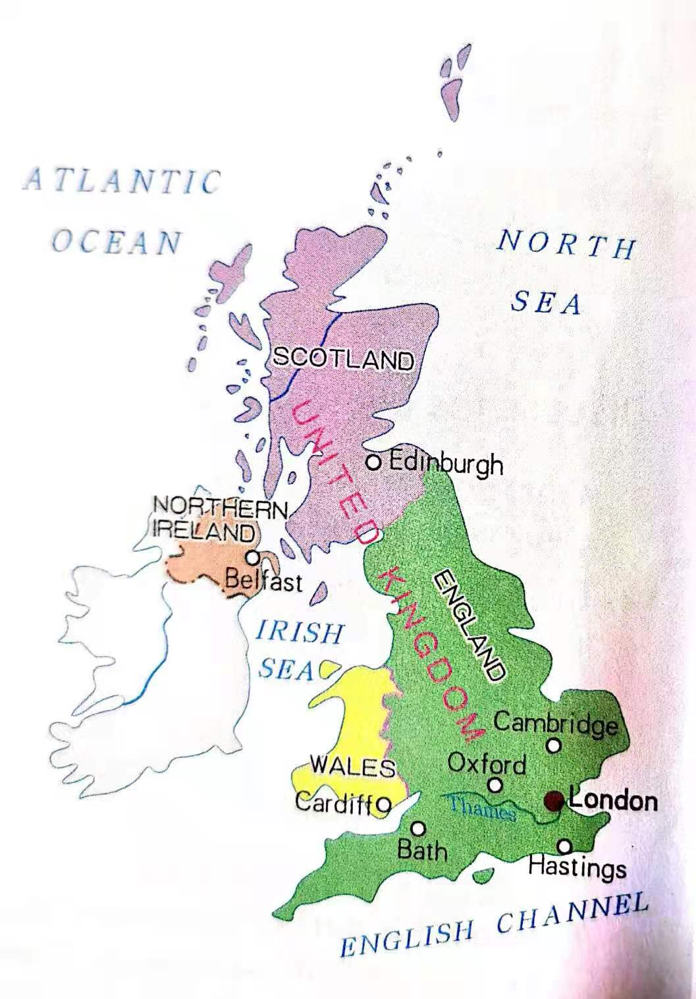 ATLANTIC
OCEAN
NORTH
SEA
SCOTLAND
UNITED KINGDOM
Edinburgh
NORTHERN
IRELAND
Belfast
ENGLAND
IRISH
SEA
Cambridge
WALES
Oxford
Cardiff
Thames
London
Bath
Hastings
ENGLISH CHANNEL